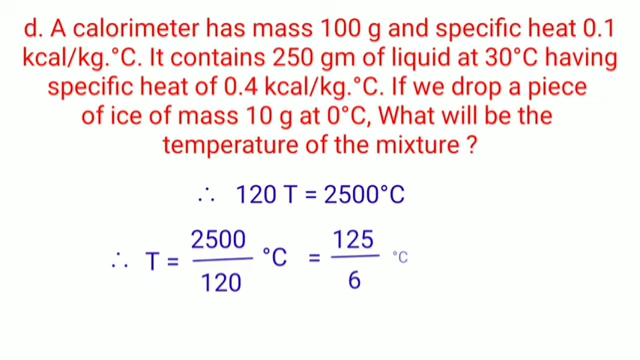 d. A calorimeter has mass 100 g and specific heat 0.1
kcal/kg.°C. It contains 250 gm of liquid at 30°C having
specific heat of 0.4 kcal/kg.°C. If we drop a piece
of ice of mass 10 g at 0°C, What will be the
temperature of the mixture ?
∴ 120 T = 2500°C
∴ T = 2500/120 °C = 125/6 °C